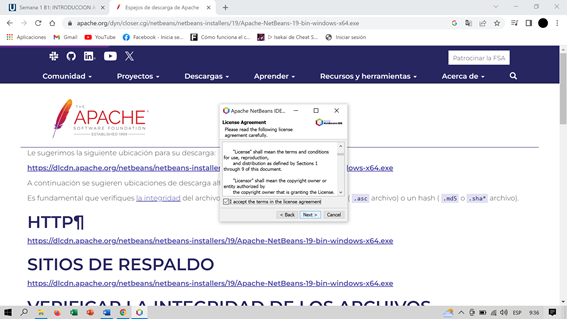 Semana 1 B1: INTRODUCCION A
Espejos de descarga de Apache
apache.org/dyn/closer.cgi/netbeans/netbeans-installers/19/Apache-NetBeans-19-bin-windows-x64.exe
Aplicaciones Gmail YouTube Facebook - Inicia se... Cómo funciona el c... Isekai de Cheat S... Iniciar sesión
Patrocinar la FSA
Comunidad Proyectos Descargas Aprender Recursos y herramientas Acerca de
THE
APACHE
SOFTWARE FOUNDATION
Le sugerimos la siguiente ubicación para su descarga:
https://dlcdn.apache.org/netbeans/netbeans-installers/19/Apache-NetBeans-19-bin-windows-x64.exe
A continuación se sugieren ubicaciones de descarga al
Es fundamental que verifiques la integridad del archivo
( .asc archivo) o un hash ( .md5 o .sha* archivo).
HTTP¶
https://dlcdn.apache.org/netbeans/netbeans-installers/19/Apache-NetBeans-19-bin-windows-x64.exe
SITIOS DE RESPALDO
https://dlcdn.apache.org/netbeans/netbeans-installers/19/Apache-NetBeans-19-bin-windows-x64.exe
VERIFICAR LA INTEGRIDAD DE LOS ARCHIVOS
Apache NetBeans IDE...
License Agreement
Please read the following license
agreement carefully.
"License" shall mean the terms and conditions
for use, reproduction,
and distribution as defined by Sections 1
through 9 of this document.
"Licensor" shall mean the copyright owner or
entity authorized by
the copyright owner that is granting the License.
I accept the terms in the license agreement
< Back Next > Cancel
ESP 9:36